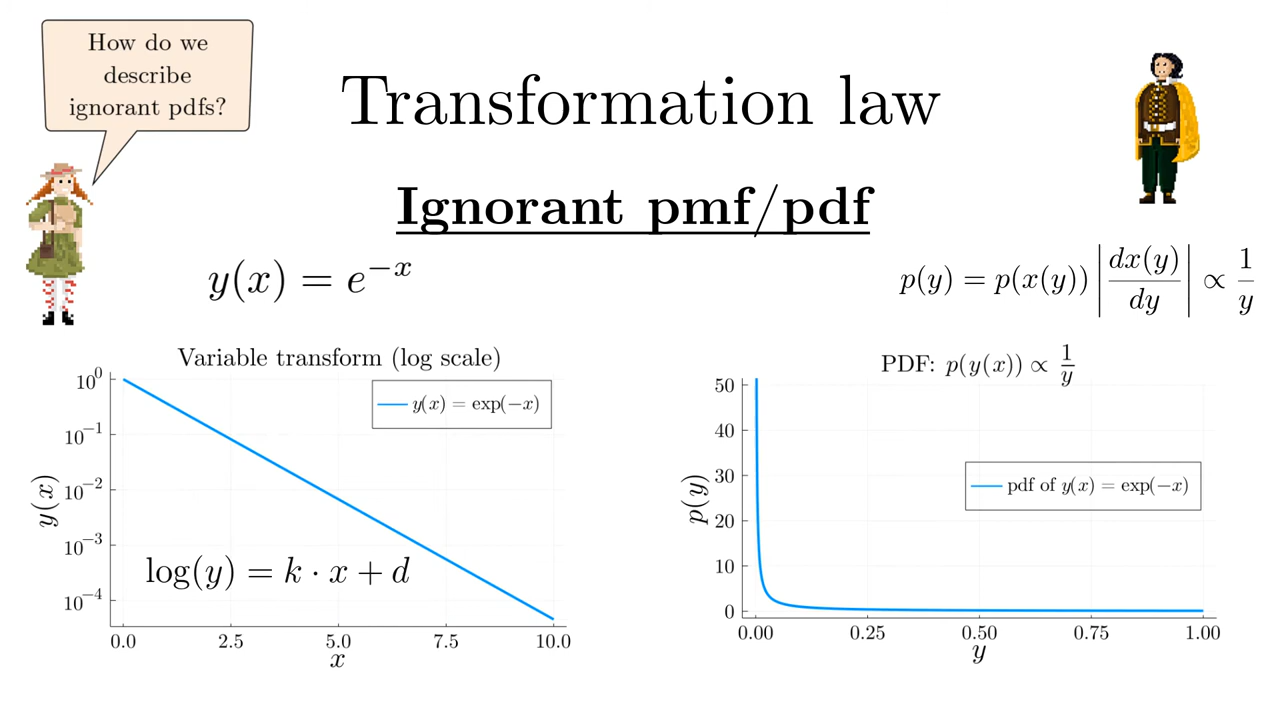 How do we
describe
ignorant pdfs?
Transformation law
Ignorant pmf/pdf
y(x) = e^{-x}
p(y) = p(x(y)) |dx(y)/dy| ∝ 1/y
Variable transform (log scale)
y(x) = exp(−x)
10^0
10^{-1}
10^{-2}
10^{-3}
10^{-4}
y(x)
log(y) = k · x + d
0.0 2.5 5.0 7.5 10.0
x
PDF: p(y(x)) ∝ 1/y
50
40
30
20
10
0
p(y)
pdf of y(x) = exp(−x)
0.00 0.25 0.50 0.75 1.00
y